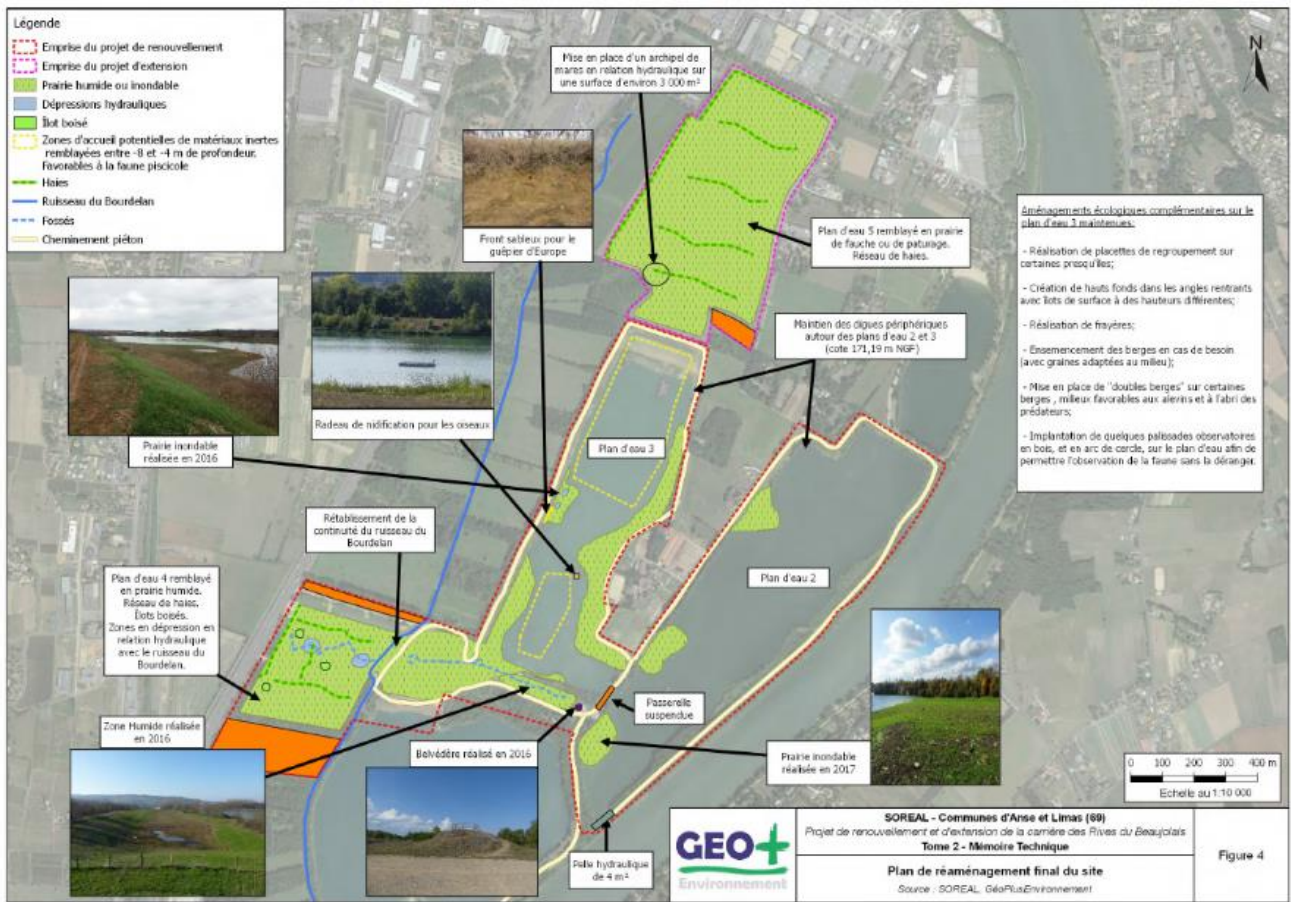 Légende
Emprise du projet de renouvellement
Emprise du projet d'extension
Prairie humide ou inondable
Dépressions hydrauliques
Îlot boisé
Zones d'accueil potentielles de matériaux inertes
remblayées entre -8 et -4 m de profondeur.
Favorables à la faune piscicole
Haies
Ruisseau du Bourdelan
Fossés
Cheminement piéton
Mise en place d'un archipel de
mares en relation hydraulique sur
une surface d'environ 3 000 m²
N
Front sableux pour le
guêpier d'Europe
Plan d'eau 5 remblayé en prairie
de fauche ou de paturage.
Réseau de haies.
Aménagements écologiques complémentaires sur le
plan d'eau 3 maintenues:
- Réalisation de placettes de regroupement sur
certaines presqu'îles;
- Création de hauts fonds dans les angles rentrants
avec îlots de surface à des hauteurs différentes;
- Réalisation de frayères;
- Ensemencement des berges en cas de besoin
(avec graines adaptées au milieu);
- Mise en place de "doubles berges" sur certaines
berges , milieux favorables aux alevins et à l'abri des
prédateurs;
- Implantation de quelques palissades observatoires
en bois, et en arc de cercle, sur le plan d'eau afin de
permettre l'observation de la faune sans la déranger.
Maintien des digues périphériques
autour des plans d'eau 2 et 3
(cote 171,19 m NGF)
Radeau de nidification pour les oiseaux
Prairie inondable
réalisée en 2016
Plan d'eau 3
Rétablissement de la
continuité du ruisseau du
Bourdelan
Plan d'eau 4 remblayé
en prairie humide.
Réseau de haies.
Îlots boisés.
Zones en dépression en
relation hydraulique
avec le ruisseau du
Bourdelan.
Plan d'eau 2
Passerelle
suspendue
Zone Humide réalisée
en 2016
Belvédère réalisé en 2016
Prairie inondable
réalisée en 2017
0 100 200 300 400 m
Echelle au 1:10 000
Pelle hydraulique
de 4 m²
GEO+
Environnement
SOREAL - Communes d'Anse et Limas (69)
Projet de renouvellement et d'extension de la carrière des Rives du Beaujolais
Tome 2 - Mémoire Technique
Plan de réaménagement final du site
Source : SOREAL, GéoPlusEnvironnement
Figure 4